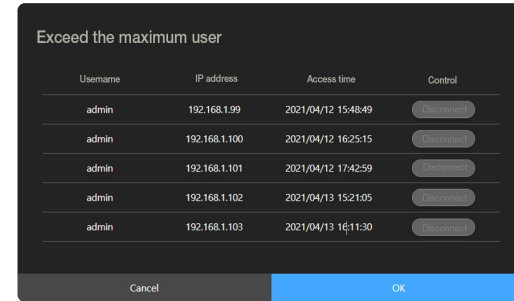 Exceed the maximum user
Username IP address Access time Control
admin 192.168.1.99 2021/04/12 15:48:49 Disconnect
admin 192.168.1.100 2021/04/12 16:25:15 Disconnect
admin 192.168.1.101 2021/04/12 17:42:59 Disconnect
admin 192.168.1.102 2021/04/13 15:21:05 Disconnect
admin 192.168.1.103 2021/04/13 16:11:30 Disconnect
Cancel OK